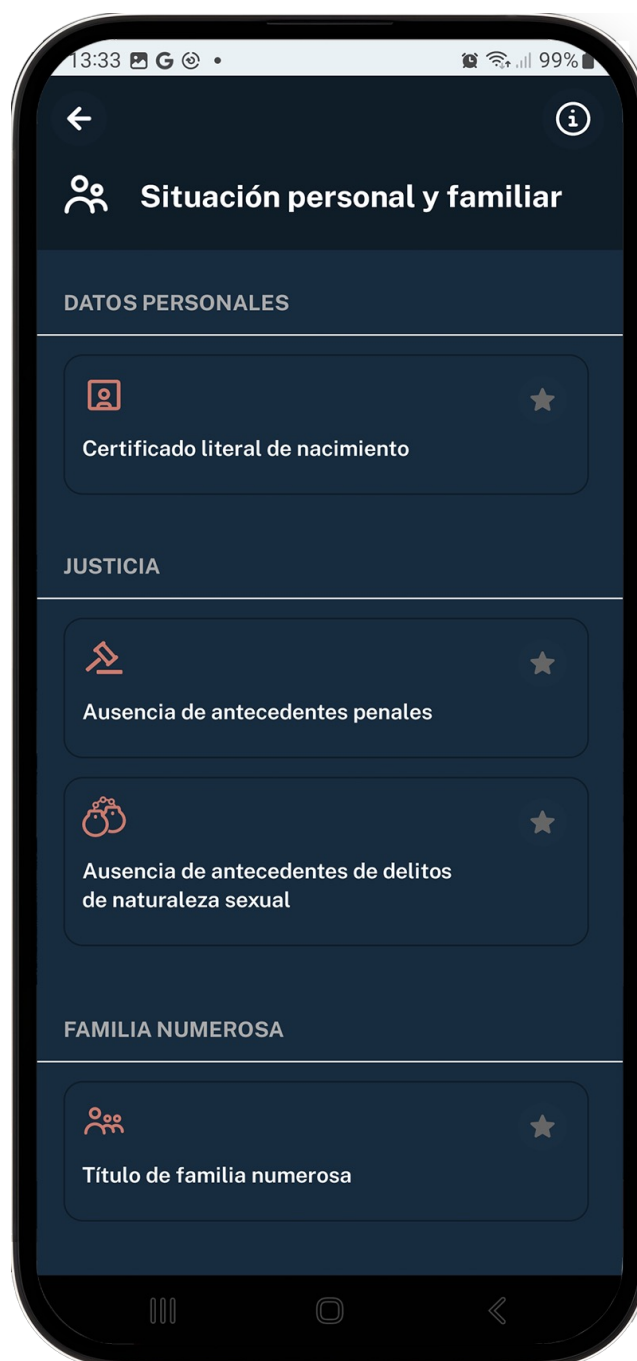 13:33 G 99%
Situación personal y familiar
DATOS PERSONALES
Certificado literal de nacimiento
JUSTICIA
Ausencia de antecedentes penales
Ausencia de antecedentes de delitos
de naturaleza sexual
FAMILIA NUMEROSA
Título de familia numerosa